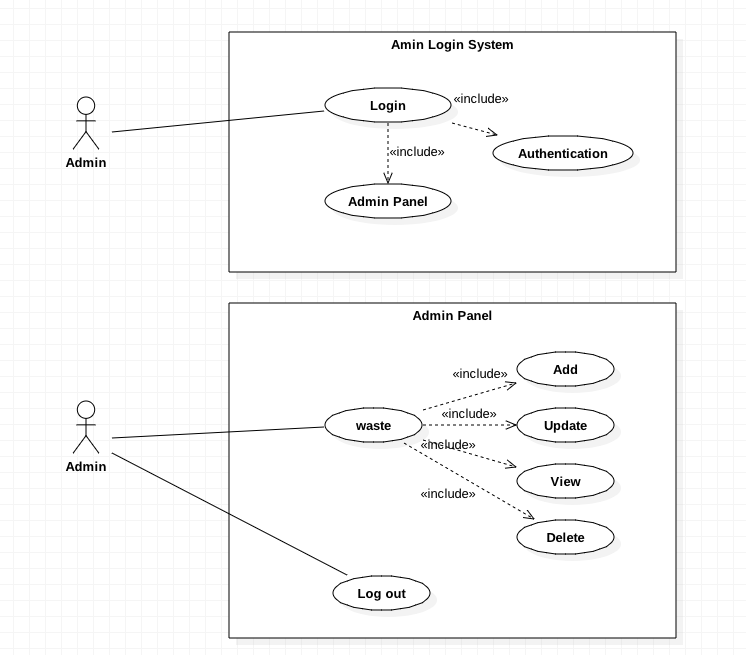 Amin Login System
Login
«include»
«include»
Authentication
Admin
Admin Panel
Admin Panel
«include»
Add
«include»
waste
Update
«include»
Admin
View
«include»
Delete
Log out